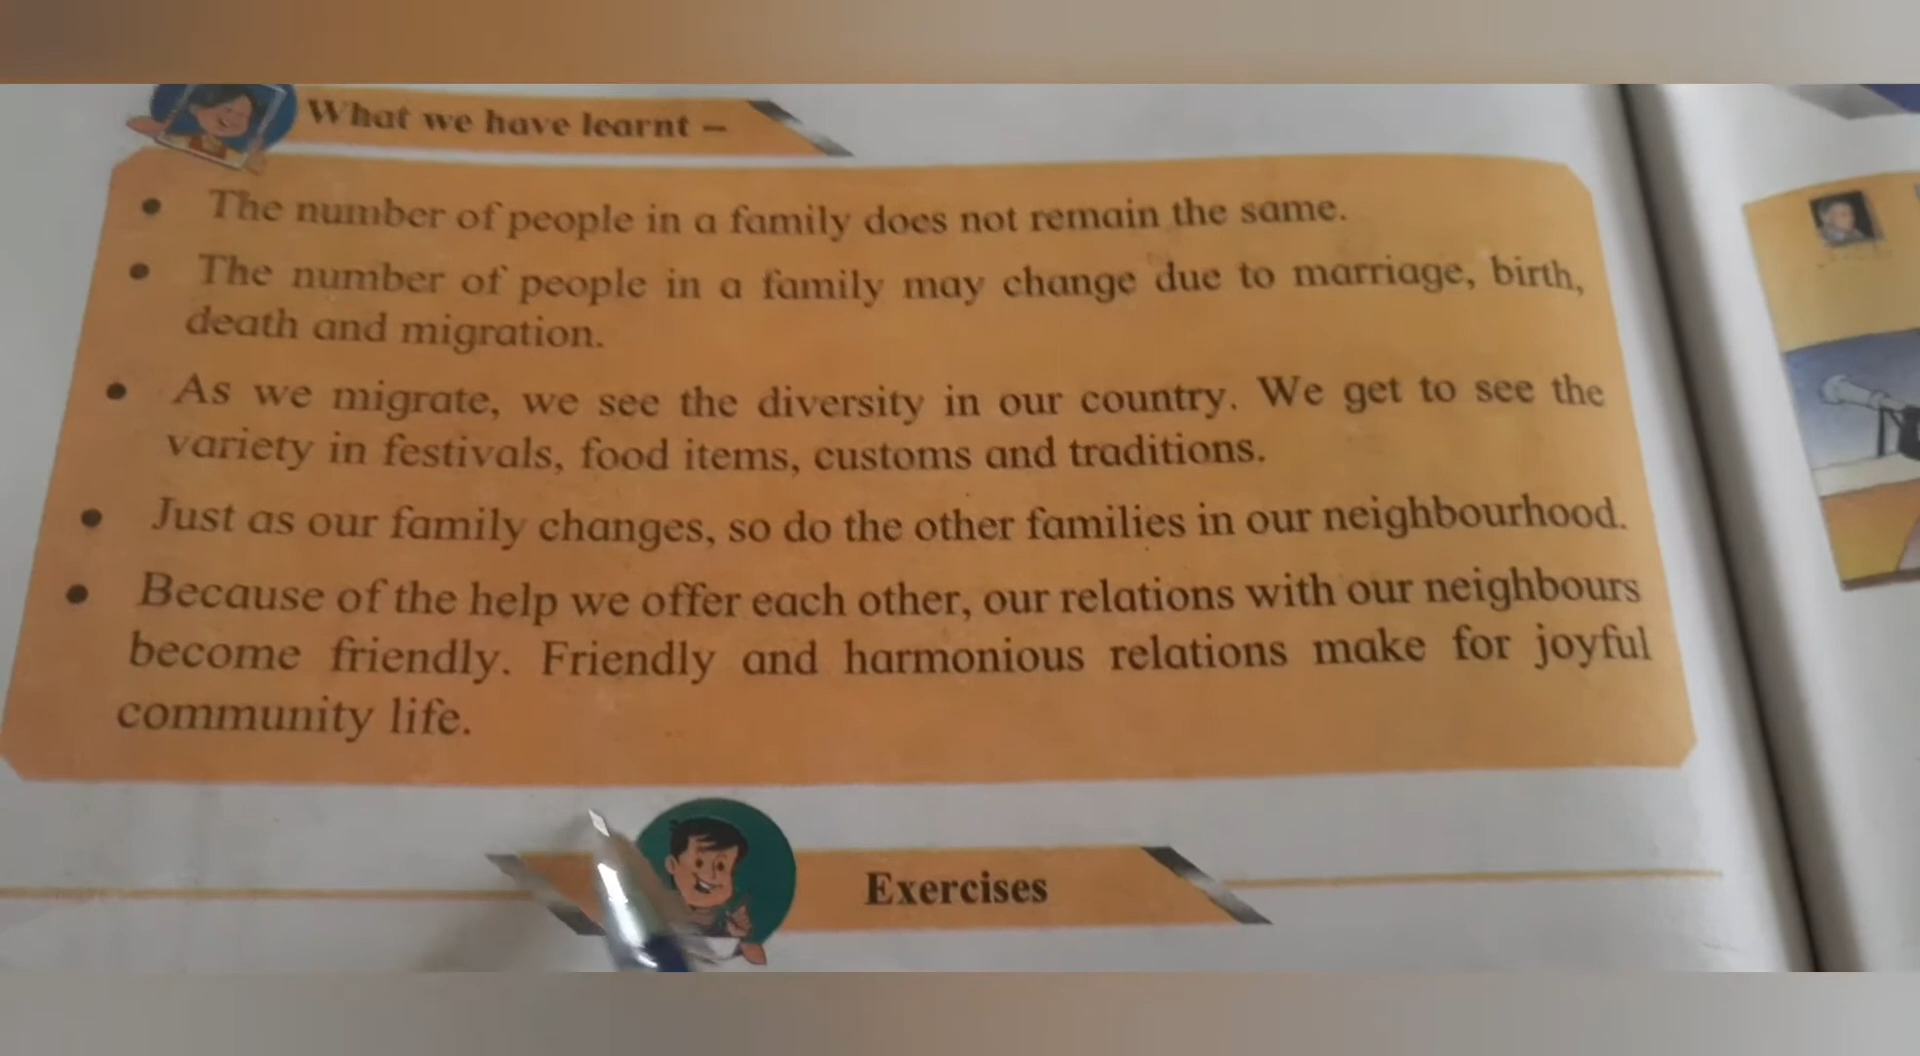 What we have learnt –
• The number of people in a family does not remain the same.
• The number of people in a family may change due to marriage, birth,
death and migration.
• As we migrate, we see the diversity in our country. We get to see the
variety in festivals, food items, customs and traditions.
• Just as our family changes, so do the other families in our neighbourhood.
• Because of the help we offer each other, our relations with our neighbours
become friendly. Friendly and harmonious relations make for joyful
community life.
Exercises